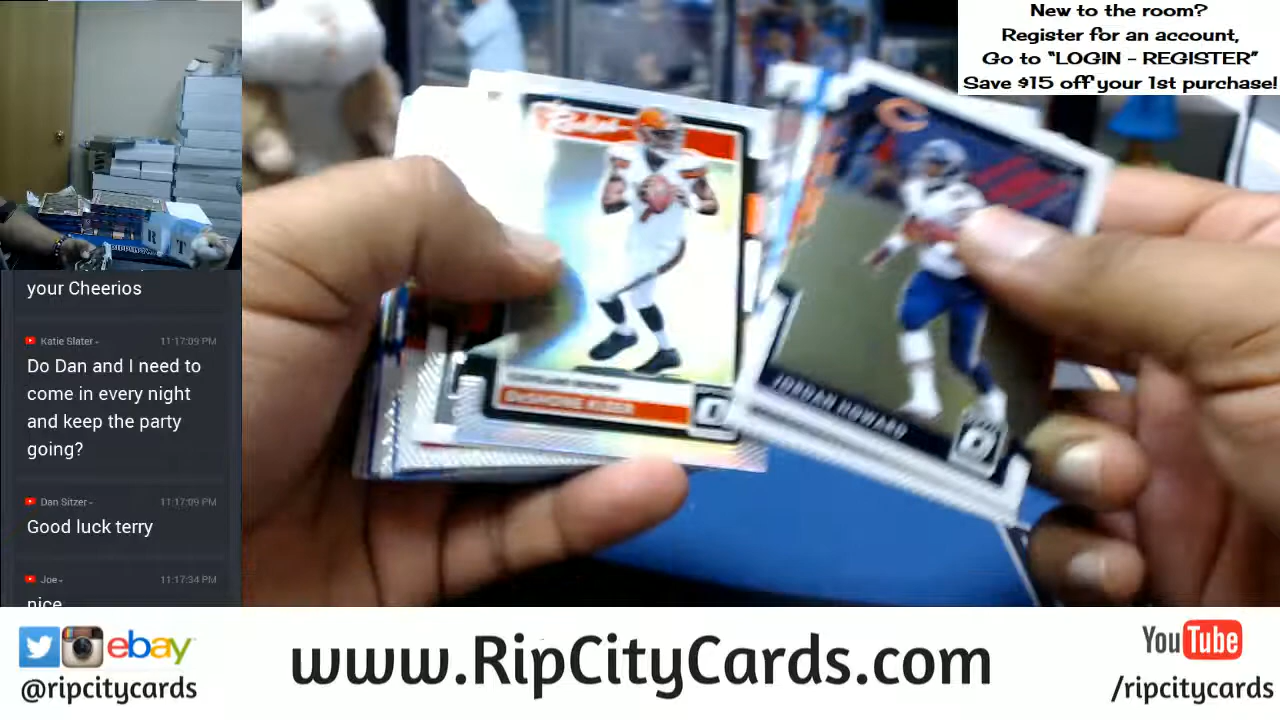 New to the room?
Register for an account,
Go to "LOGIN - REGISTER"
Save $15 off your 1st purchase!
your Cheerios
Katie Slater 11:17:09 PM
Do Dan and I need to
come in every night
and keep the party
going?
Dan Sitzer 11:17:09 PM
Good luck terry
Joe 11:17:34 PM
nice
R T
JORDAN HOWARD
DESHONE KIZER
ebay
@ripcitycards
www.RipCityCards.com
YouTube
/ripcitycards